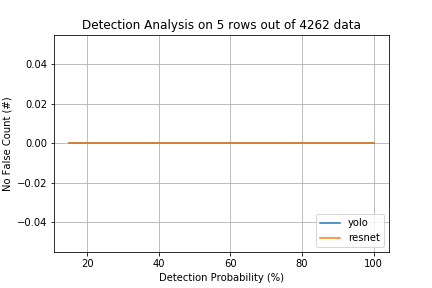 Detection Analysis on 5 rows out of 4262 data
No False Count (#)
0.04
0.02
0.00
−0.02
−0.04
yolo
resnet
20
40
60
80
100
Detection Probability (%)